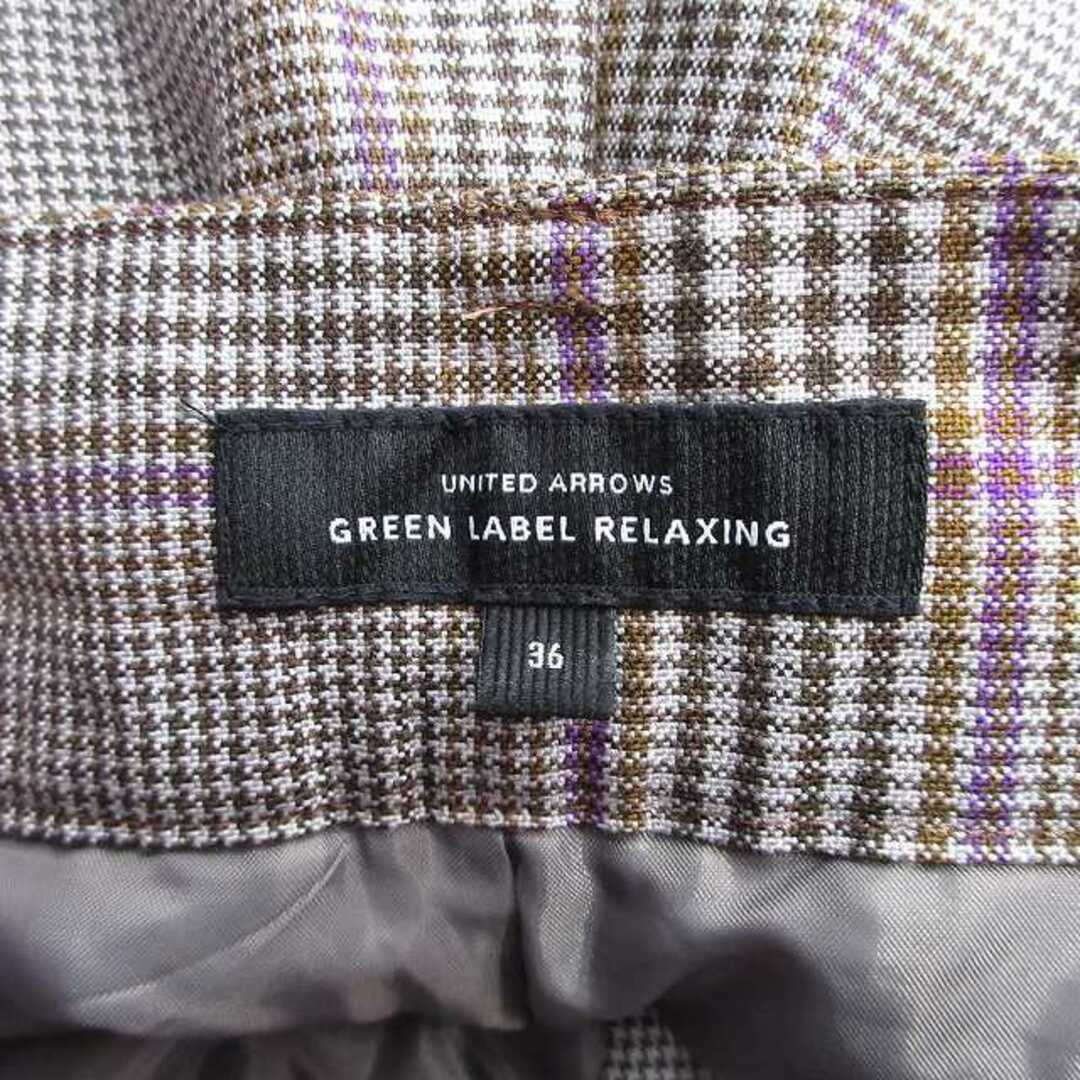 UNITED ARROWS
GREEN LABEL RELAXING
36